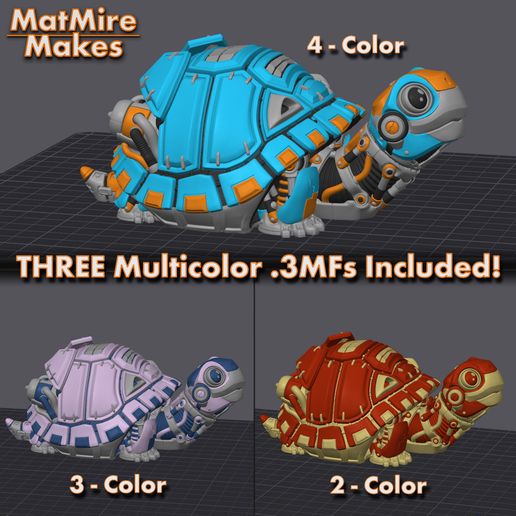 MatMire
Makes
4 - Color
THREE Multicolor .3MFs Included!
3 - Color
2 - Color